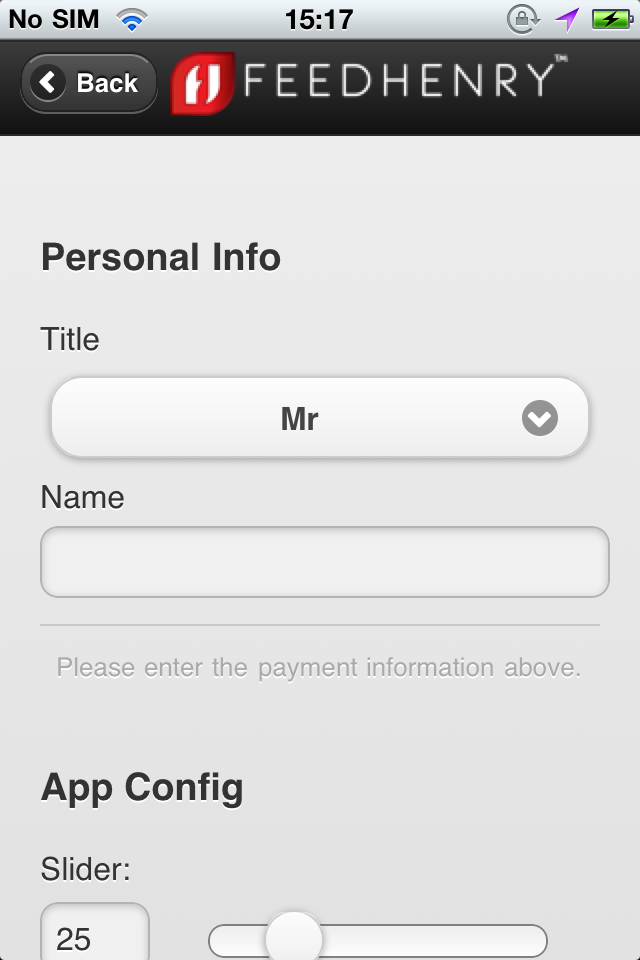 No SIM 15:17
Back FEEDHENRY™
Personal Info
Title
Mr
Name
Please enter the payment information above.
App Config
Slider:
25